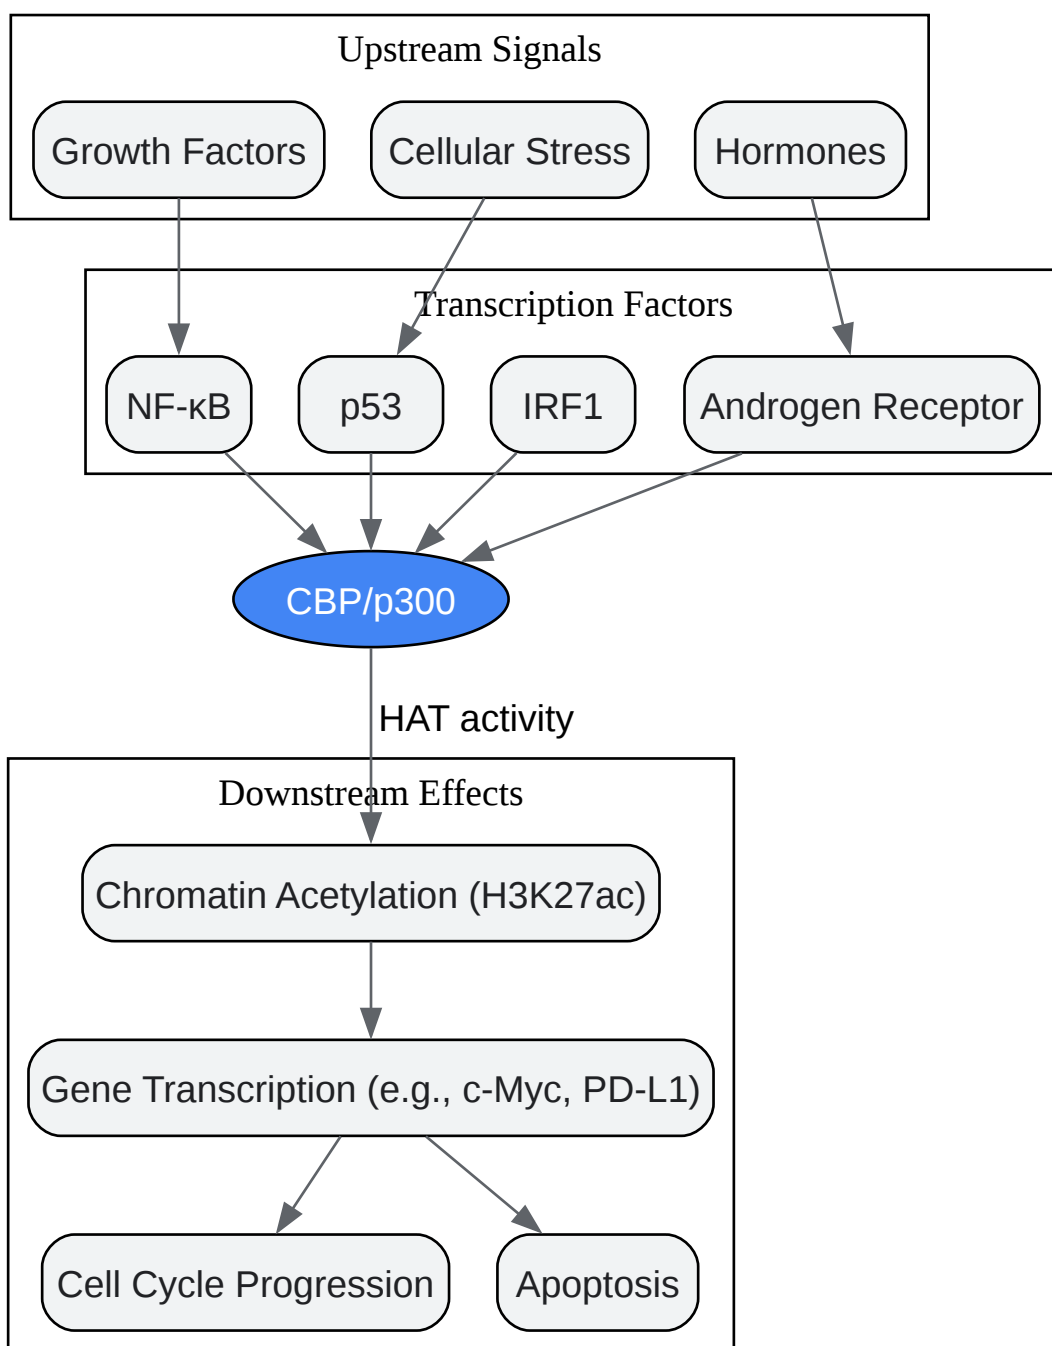 Upstream Signals
Growth Factors
Cellular Stress
Hormones
Transcription Factors
NF-κB
p53
IRF1
Androgen Receptor
CBP/p300
HAT activity
Downstream Effects
Chromatin Acetylation (H3K27ac)
Gene Transcription (e.g., c-Myc, PD-L1)
Cell Cycle Progression
Apoptosis